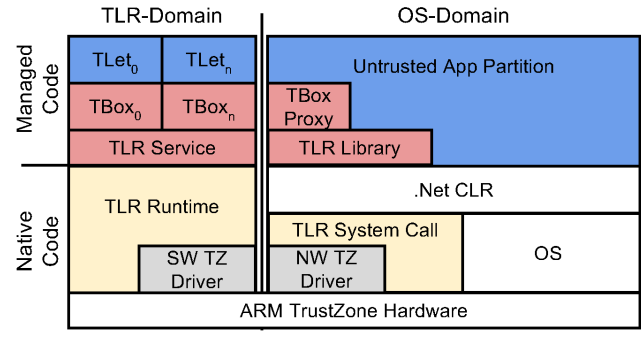 TLR-Domain
OS-Domain
Managed
Code
TLet0
TLetn
Untrusted App Partition
TBox0
TBoxn
TBox
Proxy
TLR Service
TLR Library
Native
Code
TLR Runtime
.Net CLR
TLR System Call
OS
SW TZ
Driver
NW TZ
Driver
ARM TrustZone Hardware